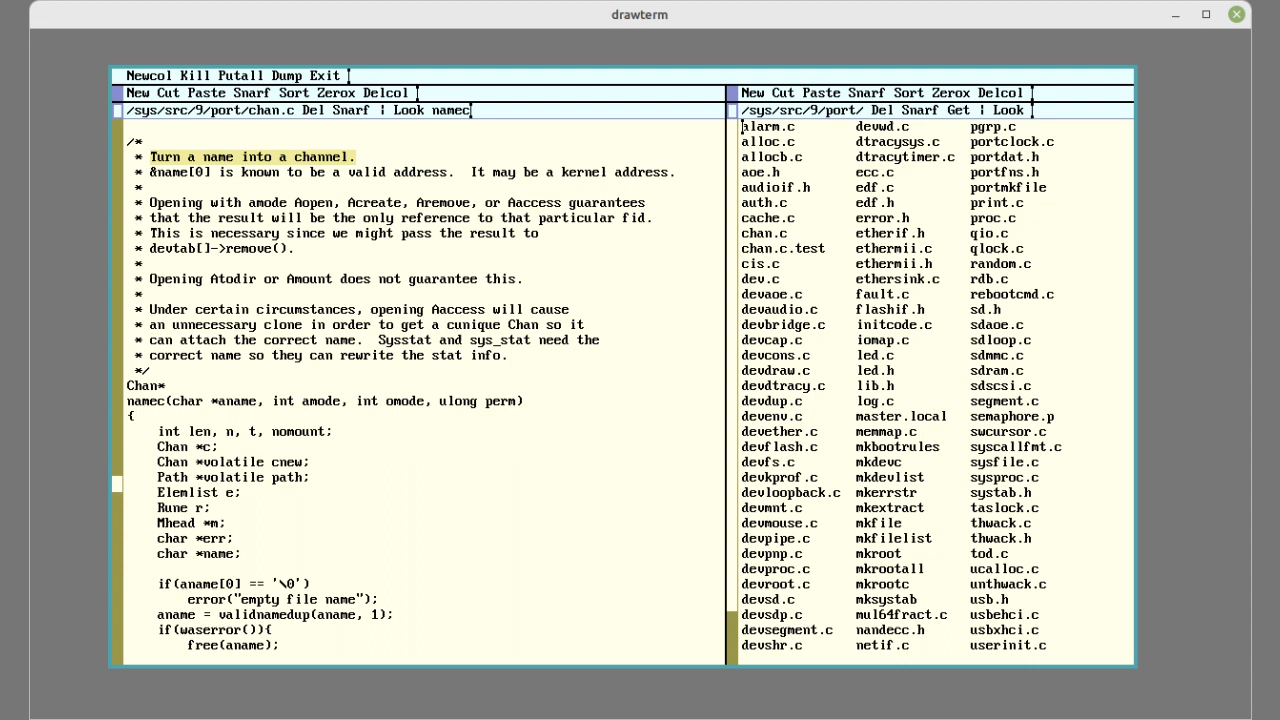 drawterm
Newcol Kill Putall Dump Exit
New Cut Paste Snarf Sort Zerox Delcol
/sys/src/9/port/chan.c Del Snarf | Look namec
/*
* Turn a name into a channel.
* &name[0] is known to be a valid address.  It may be a kernel address.
*
* Opening with amode Aopen, Acreate, Aremove, or Aaccess guarantees
* that the result will be the only reference to that particular fid.
* This is necessary since we might pass the result to
* devtab[]->remove().
*
* Opening Atodir or Amount does not guarantee this.
*
* Under certain circumstances, opening Aaccess will cause
* an unnecessary clone in order to get a cunique Chan so it
* can attach the correct name.  Sysstat and sys_stat need the
* correct name so they can rewrite the stat info.
*/
Chan*
namec(char *aname, int amode, int omode, ulong perm)
{
int len, n, t, nomount;
Chan *c;
Chan *volatile cnew;
Path *volatile path;
Elemlist e;
Rune r;
Mhead *m;
char *err;
char *name;
if(aname[0] == '\0')
error("empty file name");
aname = validnamedup(aname, 1);
if(waserror()){
free(aname);
New Cut Paste Snarf Sort Zerox Delcol
/sys/src/9/port/ Del Snarf Get | Look
alarm.c devwd.c pgrp.c
alloc.c dtracysys.c portclock.c
allocb.c dtracytimer.c portdat.h
aoe.h ecc.c portfns.h
audioif.h edf.c portmkfile
auth.c edf.h print.c
cache.c error.h proc.c
chan.c etherif.h qio.c
chan.c.test ethermii.c qlock.c
cis.c ethermii.h random.c
dev.c ethersink.c rdb.c
devaoe.c fault.c rebootcmd.c
devaudio.c flashif.h sd.h
devbridge.c initcode.c sdaoe.c
devcap.c iomap.c sdloop.c
devcons.c led.c sdmmc.c
devdraw.c led.h sdram.c
devdtracy.c lib.h sdscsi.c
devdup.c log.c segment.c
devenv.c master.local semaphore.p
devether.c memmap.c swcursor.c
devflash.c mkbootrules syscallfmt.c
devfs.c mkdevc sysfile.c
devkprof.c mkdevlist sysproc.c
devloopback.c mkerrstr systab.h
devmnt.c mkextract taslock.c
devmouse.c mkfile thwack.c
devpipe.c mkfilelist thwack.h
devpnp.c mkroot tod.c
devproc.c mkrootall ucalloc.c
devroot.c mkrootc unthwack.c
devsd.c mksystab usb.h
devsdp.c mul64fract.c usbehci.c
devsegment.c nandecc.h usbxhci.c
devshr.c netif.c userinit.c